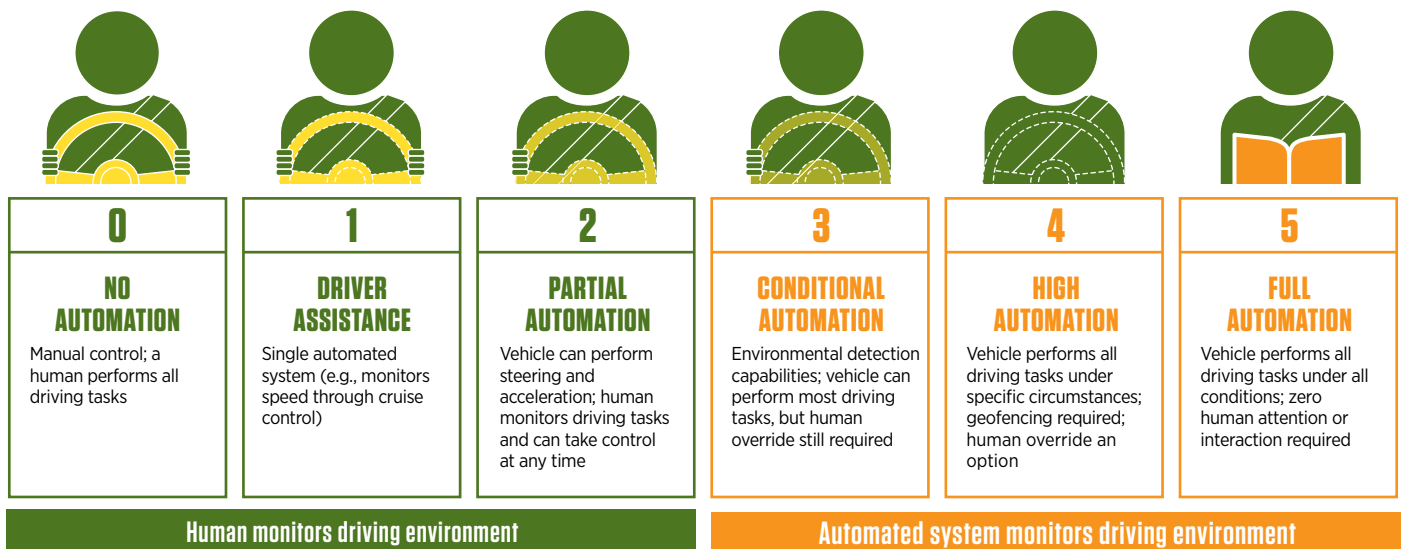 0
NO
AUTOMATION
Manual control; a
human performs all
driving tasks
1
DRIVER
ASSISTANCE
Single automated
system (e.g., monitors
speed through cruise
control)
2
PARTIAL
AUTOMATION
Vehicle can perform
steering and
acceleration; human
monitors driving tasks
and can take control
at any time
3
CONDITIONAL
AUTOMATION
Environmental detection
capabilities; vehicle can
perform most driving
tasks, but human
override still required
4
HIGH
AUTOMATION
Vehicle performs all
driving tasks under
specific circumstances;
geofencing required;
human override an
option
5
FULL
AUTOMATION
Vehicle performs all
driving tasks under all
conditions; zero
human attention or
interaction required
Human monitors driving environment
Automated system monitors driving environment